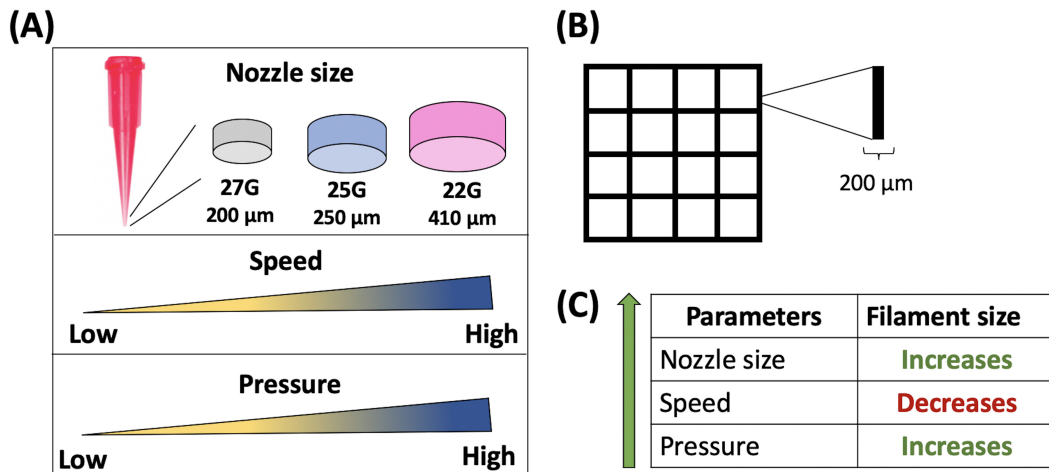 (A)
Nozzle size
27G
200 µm
25G
250 µm
22G
410 µm
Speed
Low
High
Pressure
Low
High
(B)
200 µm
(C)
Parameters Filament size
Nozzle size Increases
Speed Decreases
Pressure Increases